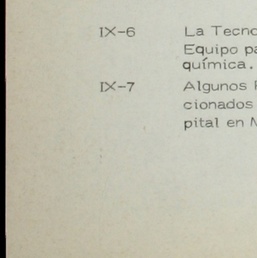 IX-6 La Tecno
Equipo pa
química.
IX-7 Algunos
cionados
pital en